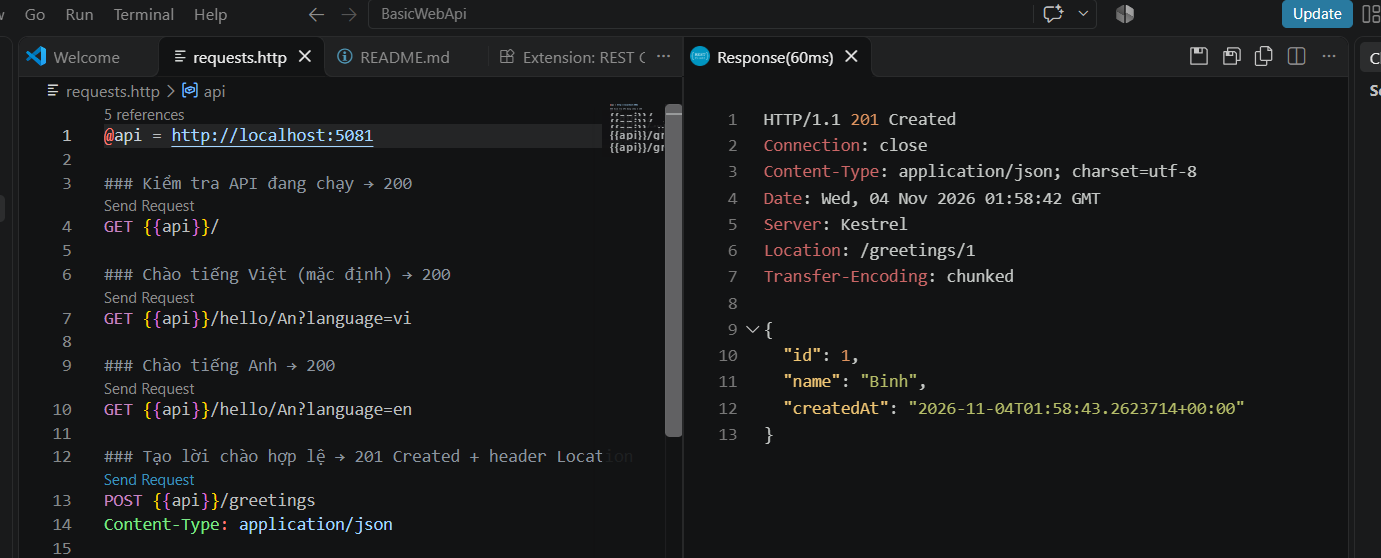 Go Run Terminal Help BasicWebApi Update
Welcome requests.http README.md Extension: REST C
requests.http > api
5 references
1 @api = http://localhost:5081
2
3 ### Kiểm tra API đang chạy → 200
Send Request
4 GET {{api}}/
5
6 ### Chào tiếng Việt (mặc định) → 200
Send Request
7 GET {{api}}/hello/An?language=vi
8
9 ### Chào tiếng Anh → 200
Send Request
10 GET {{api}}/hello/An?language=en
11
12 ### Tạo lời chào hợp lệ → 201 Created + header Location
Send Request
13 POST {{api}}/greetings
14 Content-Type: application/json
15
{{api}}/gr
{{api}}/gr
Response(60ms)
1 HTTP/1.1 201 Created
2 Connection: close
3 Content-Type: application/json; charset=utf-8
4 Date: Wed, 04 Nov 2026 01:58:42 GMT
5 Server: Kestrel
6 Location: /greetings/1
7 Transfer-Encoding: chunked
8
9 {
10 "id": 1,
11 "name": "Binh",
12 "createdAt": "2026-11-04T01:58:43.2623714+00:00"
13 }